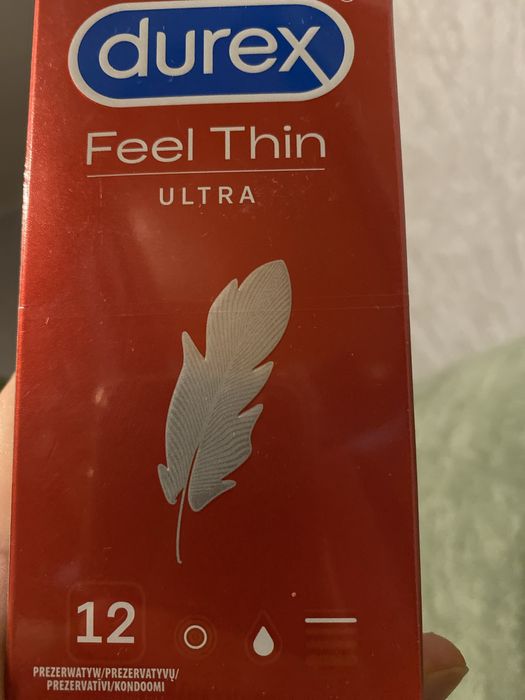 durex
Feel Thin
ULTRA
12
PREZERWATYW/PREZERVATYVŲ/
PREZERVATĪVI/KONDOOMI